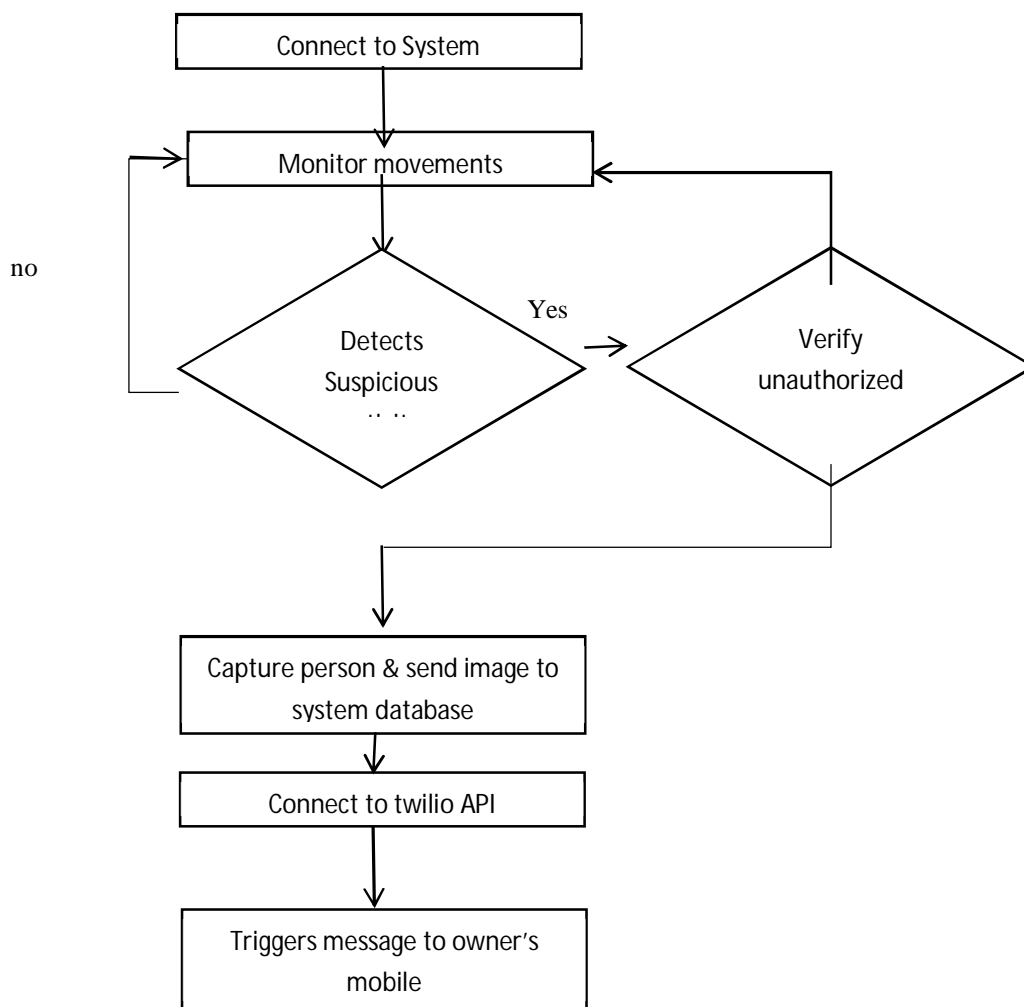 Connect to System
Monitor movements
no
Yes
Detects
Suspicious
Verify
unauthorized
Capture person & send image to
system database
Connect to twilio API
Triggers message to owner's
mobile